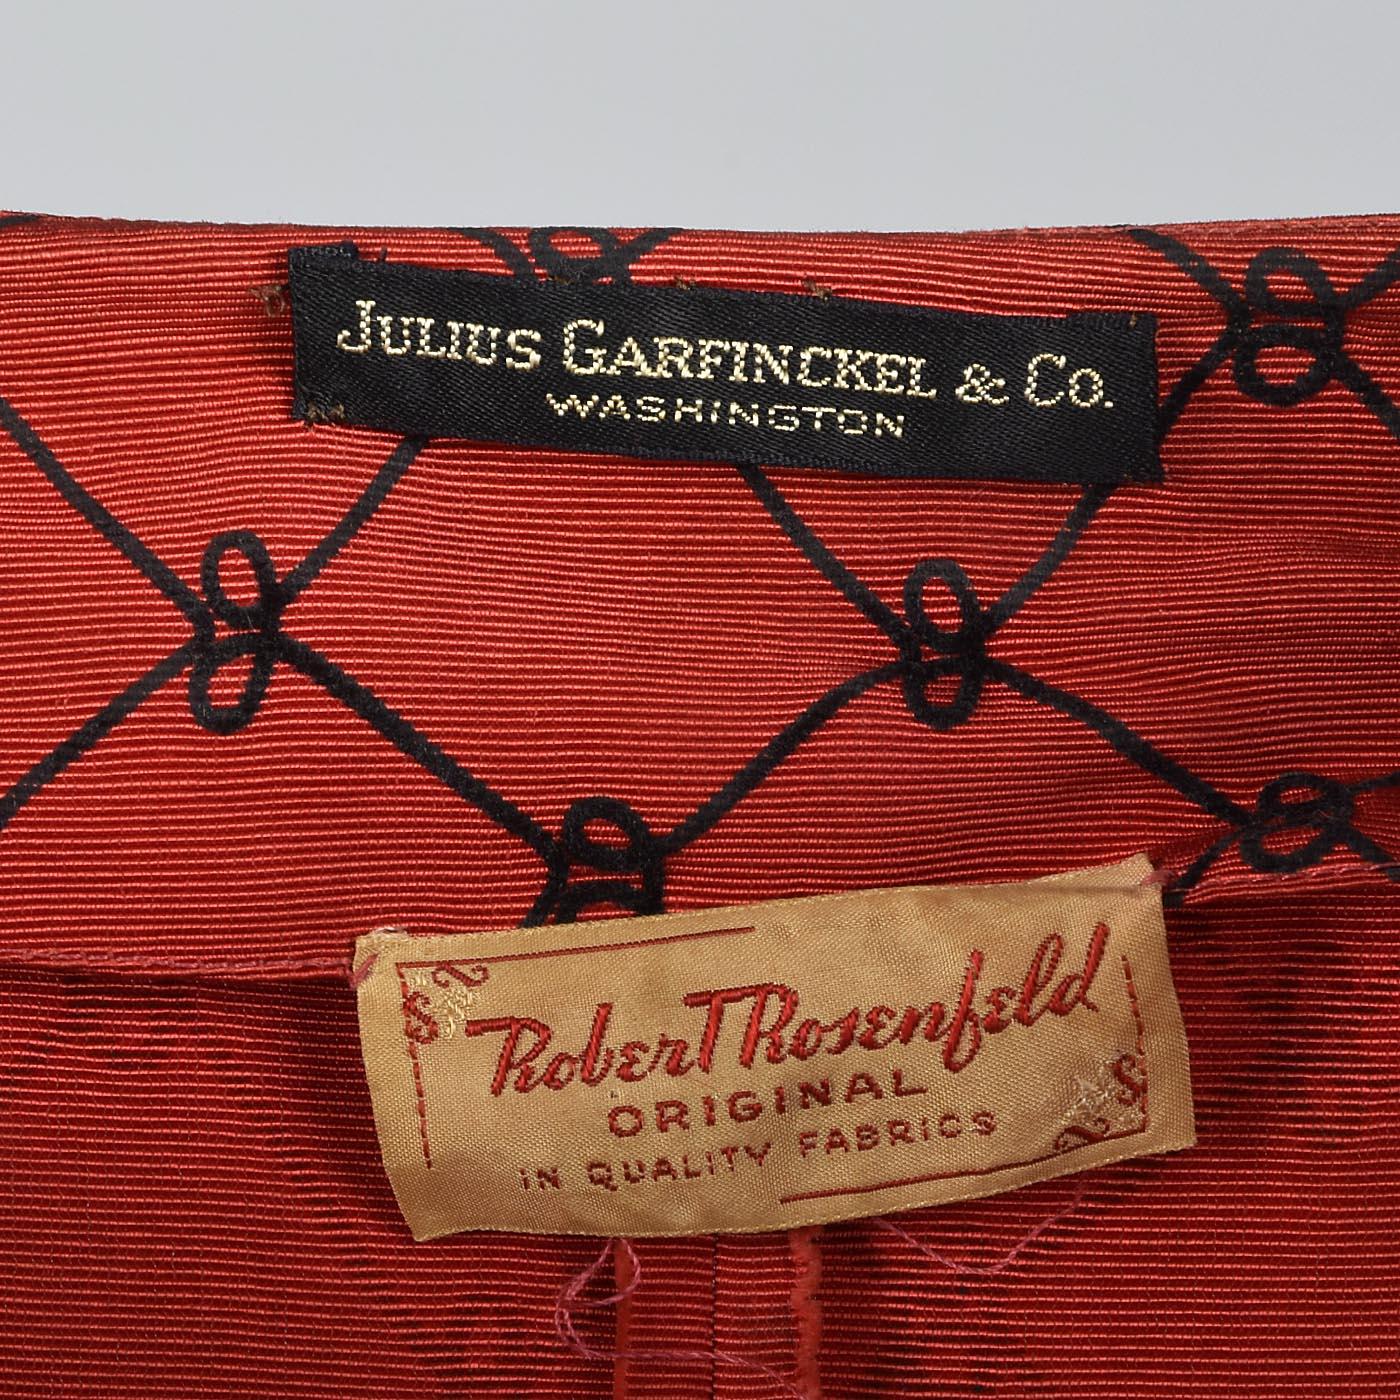 JULIUS GARFINCKEL & CO.
WASHINGTON
Robert Rosenfeld
ORIGINAL
IN QUALITY FABRICS